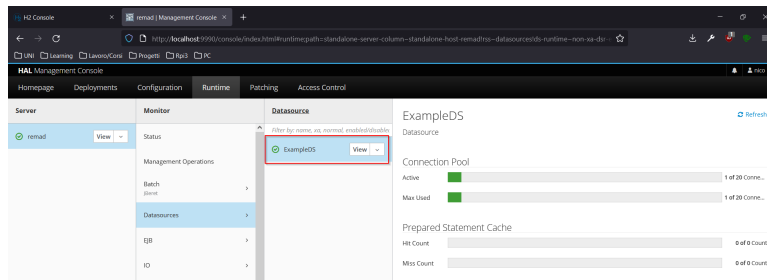 H2 Console
remad | Management Console
http://localhost:9990/console/index.html#runtime;path=standalone-server-column~standalone-host-remad!rss~datasources!ds-runtime~non-xa-dsr
UNI Learning Lavoro/Corsi Progetti Rpi3 PC
HAL Management Console
nico
Homepage Deployments Configuration Runtime Patching Access Control
Server
remad View
Monitor
Status
Management Operations
Batch
JBeret
Datasources
EJB
IO
Datasource
Filter by: name, xa, normal, enabled/disabled
ExampleDS View
ExampleDS
Refresh
Datasource
Connection Pool
Active 1 of 20 Conne...
Max Used 1 of 20 Conne...
Prepared Statement Cache
Hit Count 0 of 0 Count
Miss Count 0 of 0 Count